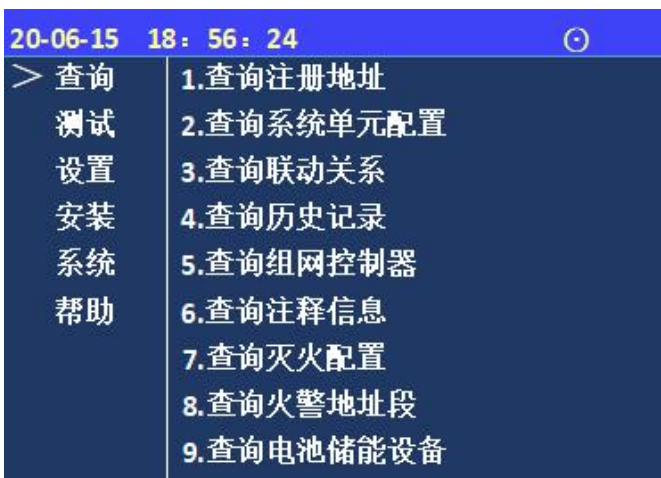 20-06-15 18：56：24
> 查询
测试
设置
安装
系统
帮助
1.查询注册地址
2.查询系统单元配置
3.查询联动关系
4.查询历史记录
5.查询组网控制器
6.查询注释信息
7.查询灭火配置
8.查询火警地址段
9.查询电池储能设备